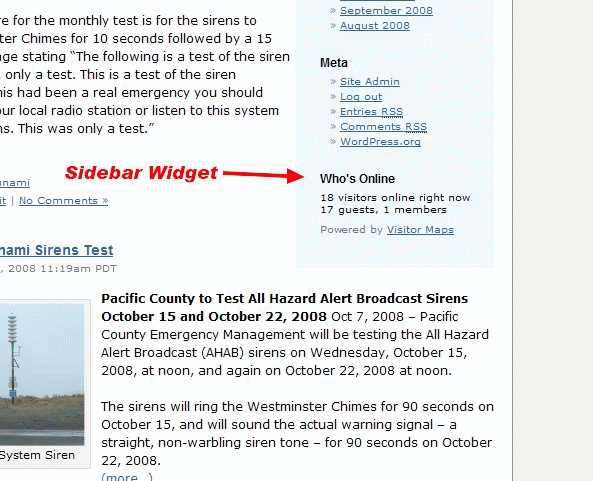 re for the monthly test is for the sirens to
ter Chimes for 10 seconds followed by a 15
ge stating “The following is a test of the siren
only a test. This is a test of the siren
his had been a real emergency you should
our local radio station or listen to this system
ns. This was only a test.”
unami
it | No Comments »
nami Sirens Test
, 2008 11:19am PDT
System Siren
Pacific County to Test All Hazard Alert Broadcast Sirens
October 15 and October 22, 2008 Oct 7, 2008 – Pacific
County Emergency Management will be testing the All Hazard
Alert Broadcast (AHAB) sirens on Wednesday, October 15,
2008, at noon, and again on October 22, 2008 at noon.
The sirens will ring the Westminster Chimes for 90 seconds on
October 15, and will sound the actual warning signal – a
straight, non-warbling siren tone – for 90 seconds on October
22, 2008.
(more…)
Sidebar Widget
» September 2008
» August 2008
Meta
» Site Admin
» Log out
» Entries RSS
» Comments RSS
» WordPress.org
Who's Online
18 visitors online right now
17 guests, 1 members
Powered by Visitor Maps